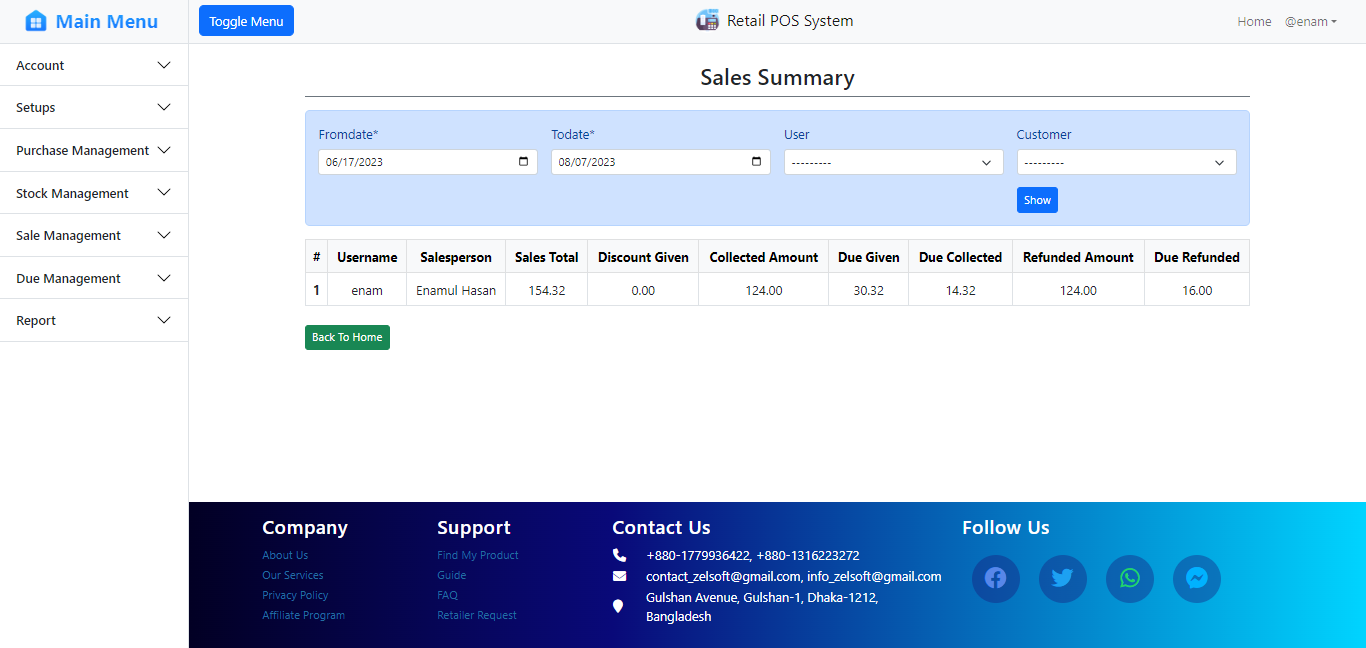 Main Menu
Toggle Menu
Retail POS System
Home @enam
Account
Setups
Purchase Management
Stock Management
Sale Management
Due Management
Report
Sales Summary
Fromdate* Todate* User Customer
06/17/2023 08/07/2023 --------- ---------
Show
# Username Salesperson Sales Total Discount Given Collected Amount Due Given Due Collected Refunded Amount Due Refunded
1 enam Enamul Hasan 154.32 0.00 124.00 30.32 14.32 124.00 16.00
Back To Home
Company
About Us
Our Services
Privacy Policy
Affiliate Program
Support
Find My Product
Guide
FAQ
Retailer Request
Contact Us
+880-1779936422, +880-1316223272
contact_zelsoft@gmail.com, info_zelsoft@gmail.com
Gulshan Avenue, Gulshan-1, Dhaka-1212,
Bangladesh
Follow Us